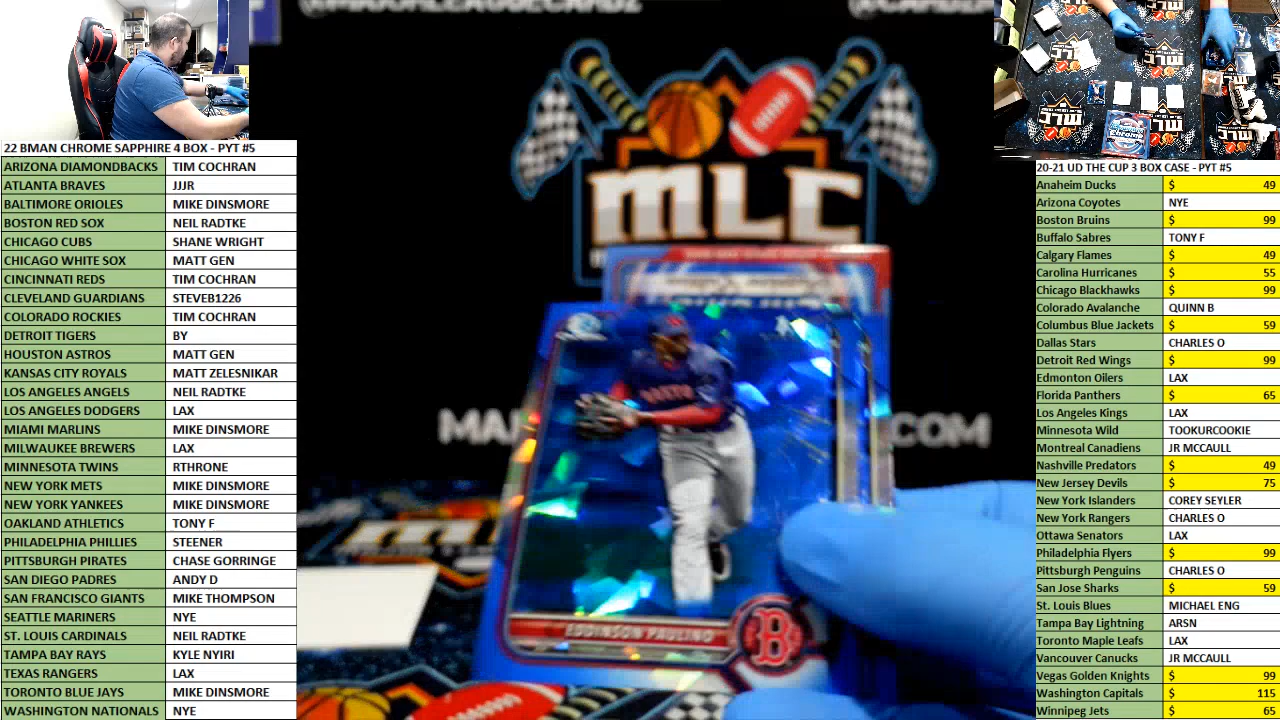 22 BMAN CHROME SAPPHIRE 4 BOX - PYT #5
ARIZONA DIAMONDBACKS TIM COCHRAN
ATLANTA BRAVES JJJR
BALTIMORE ORIOLES MIKE DINSMORE
BOSTON RED SOX NEIL RADTKE
CHICAGO CUBS SHANE WRIGHT
CHICAGO WHITE SOX MATT GEN
CINCINNATI REDS TIM COCHRAN
CLEVELAND GUARDIANS STEVEB1226
COLORADO ROCKIES TIM COCHRAN
DETROIT TIGERS BY
HOUSTON ASTROS MATT GEN
KANSAS CITY ROYALS MATT ZELESNIKAR
LOS ANGELES ANGELS NEIL RADTKE
LOS ANGELES DODGERS LAX
MIAMI MARLINS MIKE DINSMORE
MILWAUKEE BREWERS LAX
MINNESOTA TWINS RTHRONE
NEW YORK METS MIKE DINSMORE
NEW YORK YANKEES MIKE DINSMORE
OAKLAND ATHLETICS TONY F
PHILADELPHIA PHILLIES STEENER
PITTSBURGH PIRATES CHASE GORRINGE
SAN DIEGO PADRES ANDY D
SAN FRANCISCO GIANTS MIKE THOMPSON
SEATTLE MARINERS NYE
ST. LOUIS CARDINALS NEIL RADTKE
TAMPA BAY RAYS KYLE NYIRI
TEXAS RANGERS LAX
TORONTO BLUE JAYS MIKE DINSMORE
WASHINGTON NATIONALS NYE
MLC
COM
EDDINSON PAULINO
B
20-21 UD THE CUP 3 BOX CASE - PYT #5
Anaheim Ducks $ 49
Arizona Coyotes NYE
Boston Bruins $ 99
Buffalo Sabres TONY F
Calgary Flames $ 49
Carolina Hurricanes $ 55
Chicago Blackhawks $ 99
Colorado Avalanche QUINN B
Columbus Blue Jackets $ 59
Dallas Stars CHARLES O
Detroit Red Wings $ 99
Edmonton Oilers LAX
Florida Panthers $ 65
Los Angeles Kings LAX
Minnesota Wild TOOKURCOOKIE
Montreal Canadiens JR MCCAULL
Nashville Predators $ 49
New Jersey Devils $ 75
New York Islanders COREY SEYLER
New York Rangers CHARLES O
Ottawa Senators LAX
Philadelphia Flyers $ 99
Pittsburgh Penguins CHARLES O
San Jose Sharks $ 59
St. Louis Blues MICHAEL ENG
Tampa Bay Lightning ARSN
Toronto Maple Leafs LAX
Vancouver Canucks JR MCCAULL
Vegas Golden Knights $ 99
Washington Capitals $ 115
Winnipeg Jets $ 65